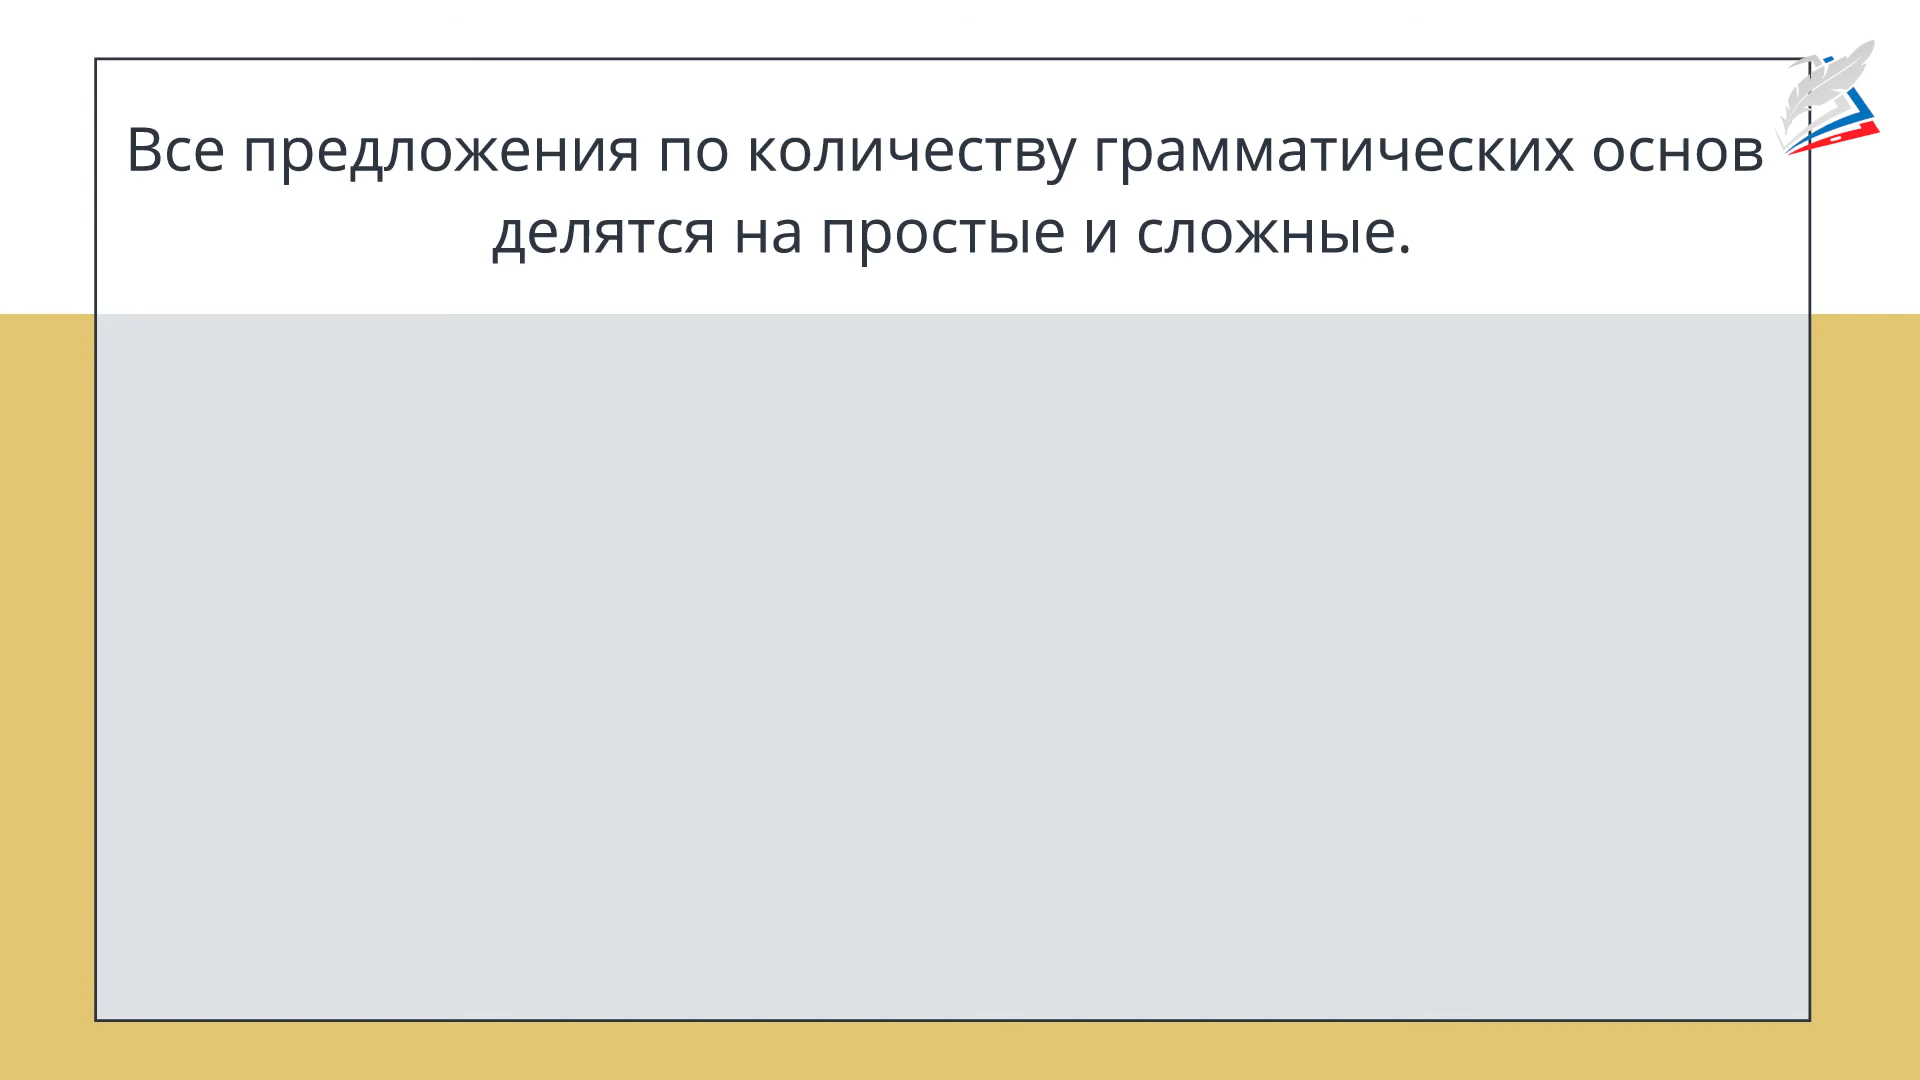 Все предложения по количеству грамматических основ
делятся на простые и сложные.